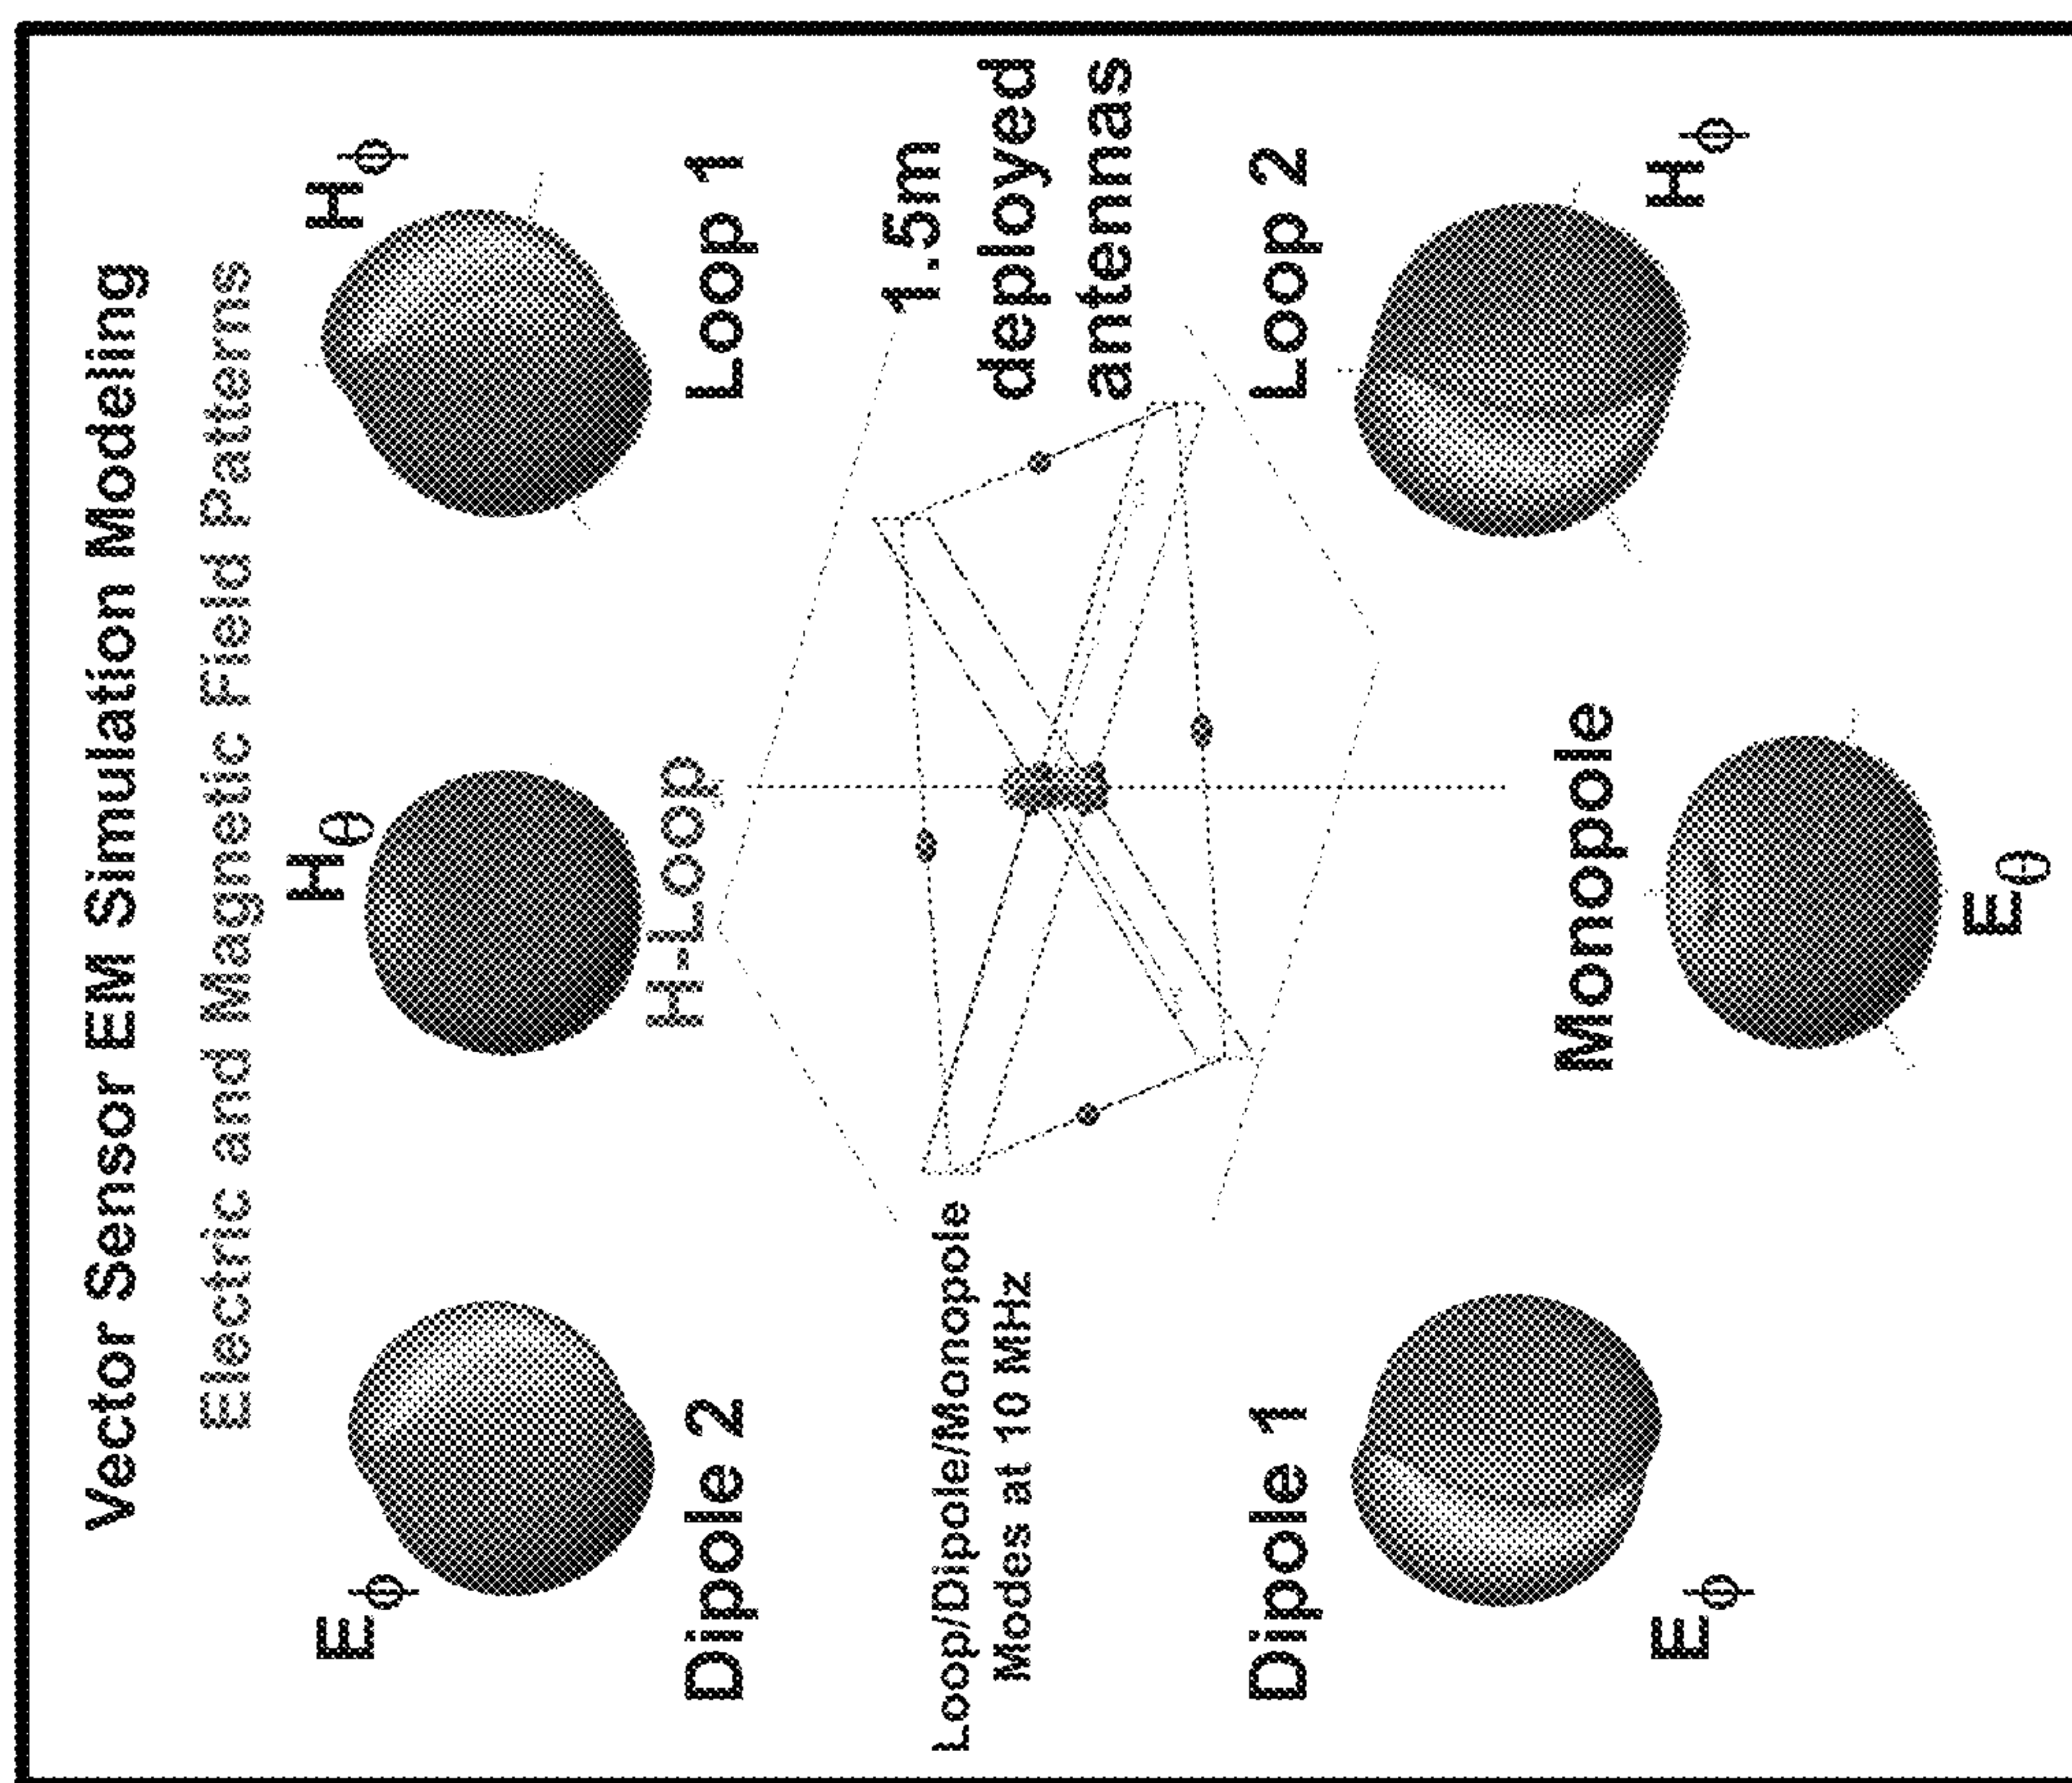 Vector Sensor EM Simulation Modeling
Electric and Magnetic Field Patterns
Eϕ
Hθ
Hϕ
Dipole 2
H-Loop
Loop 1
Loop/Dipole/Monopole
Modes at 10 MHz
1.5m
deployed
antennas
Dipole 1
Loop 2
Monopole
Eϕ
Hϕ
Eθ